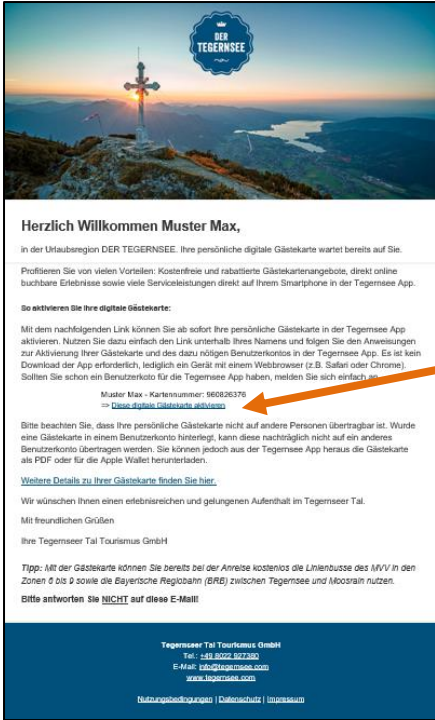 DER
TEGERNSEE
Herzlich Willkommen Muster Max,
in der Urlaubsregion DER TEGERNSEE. Ihre persönliche digitale Gästekarte wartet bereits auf Sie.
Profitieren Sie von vielen Vorteilen: Kostenfreie und rabattierte Gästekartenangebote, direkt online
buchbare Erlebnisse sowie viele Serviceleistungen direkt auf Ihrem Smartphone in der Tegernsee App.
So aktivieren Sie Ihre digitale Gästekarte:
Mit dem nachfolgenden Link können Sie ab sofort Ihre persönliche Gästekarte in der Tegernsee App
aktivieren. Nutzen Sie dazu einfach den Link unterhalb Ihres Namens und folgen Sie den Anweisungen
zur Aktivierung Ihrer Gästekarte und des dazu nötigen Benutzerkontos in der Tegernsee App. Es ist kein
Download der App erforderlich, lediglich ein Gerät mit einem Webbrowser (z.B. Safari oder Chrome).
Sollten Sie schon ein Benutzerkoto für die Tegernsee App haben, melden Sie sich einfach an.
Muster Max - Kartennummer: 960826376
=> Diese digitale Gästekarte aktivieren
Bitte beachten Sie, dass Ihre persönliche Gästekarte nicht auf andere Personen übertragbar ist. Wurde
eine Gästekarte in einem Benutzerkonto hinterlegt, kann diese nachträglich nicht auf ein anderes
Benutzerkonto übertragen werden. Sie können jedoch aus der Tegernsee App heraus die Gästekarte
als PDF oder für die Apple Wallet herunterladen.
Weitere Details zu Ihrer Gästekarte finden Sie hier.
Wir wünschen Ihnen einen erlebnisreichen und gelungenen Aufenthalt im Tegernseer Tal.
Mit freundlichen Grüßen
Ihre Tegernseer Tal Tourismus GmbH
Tipp: Mit der Gästekarte können Sie bereits bei der Anreise kostenlos die Linienbusse des MVV in den
Zonen 6 bis 9 sowie die Bayerische Regiobahn (BRB) zwischen Tegernsee und Moosrain nutzen.
Bitte antworten Sie NICHT auf diese E-Mail!
Tegernseer Tal Tourismus GmbH
Tel.: +49 8022 927380
E-Mail: info@tegernsee.com
www.tegernsee.com
Nutzungsbedingungen | Datenschutz | Impressum